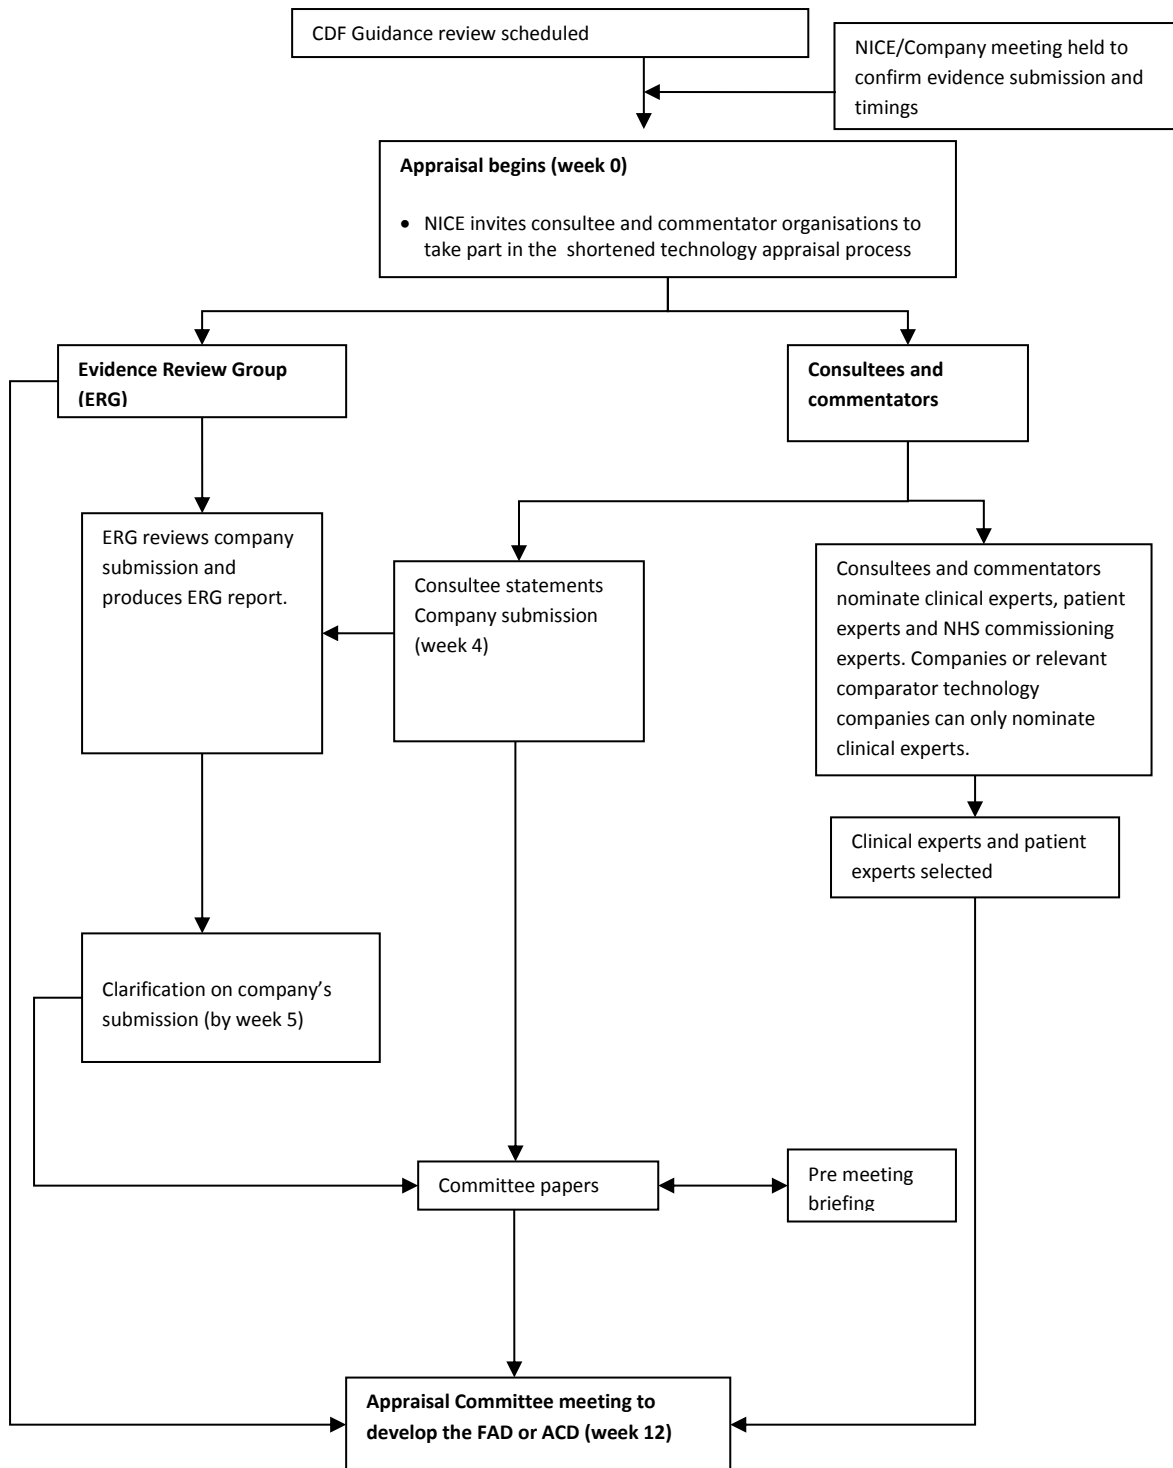 CDF Guidance review scheduled
NICE/Company meeting held to
confirm evidence submission and
timings
Appraisal begins (week 0)
• NICE invites consultee and commentator organisations to
take part in the  shortened technology appraisal process
Evidence Review Group
(ERG)
Consultees and
commentators
ERG reviews company
submission and
produces ERG report.
Consultee statements
Company submission
(week 4)
Consultees and commentators
nominate clinical experts, patient
experts and NHS commissioning
experts. Companies or relevant
comparator technology
companies can only nominate
clinical experts.
Clinical experts and patient
experts selected
Clarification on company’s
submission (by week 5)
Committee papers
Pre meeting
briefing
Appraisal Committee meeting to
develop the FAD or ACD (week 12)